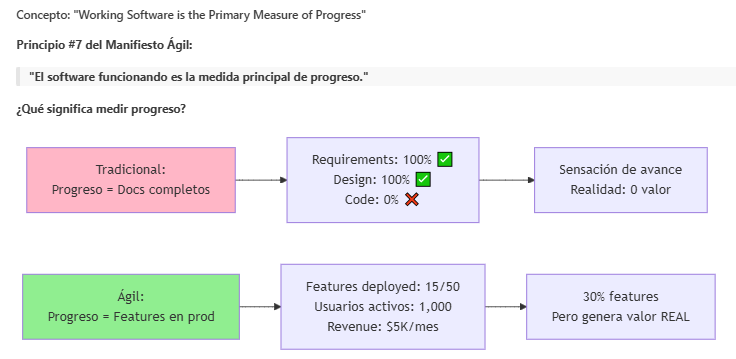 Concepto: "Working Software is the Primary Measure of Progress"
Principio #7 del Manifiesto Ágil:
"El software funcionando es la medida principal de progreso."
¿Qué significa medir progreso?
Tradicional:
Progreso = Docs completos
Requirements: 100% ✅
Design: 100% ✅
Code: 0% ❌
Sensación de avance
Realidad: 0 valor
Ágil:
Progreso = Features en prod
Features deployed: 15/50
Usuarios activos: 1,000
Revenue: $5K/mes
30% features
Pero genera valor REAL